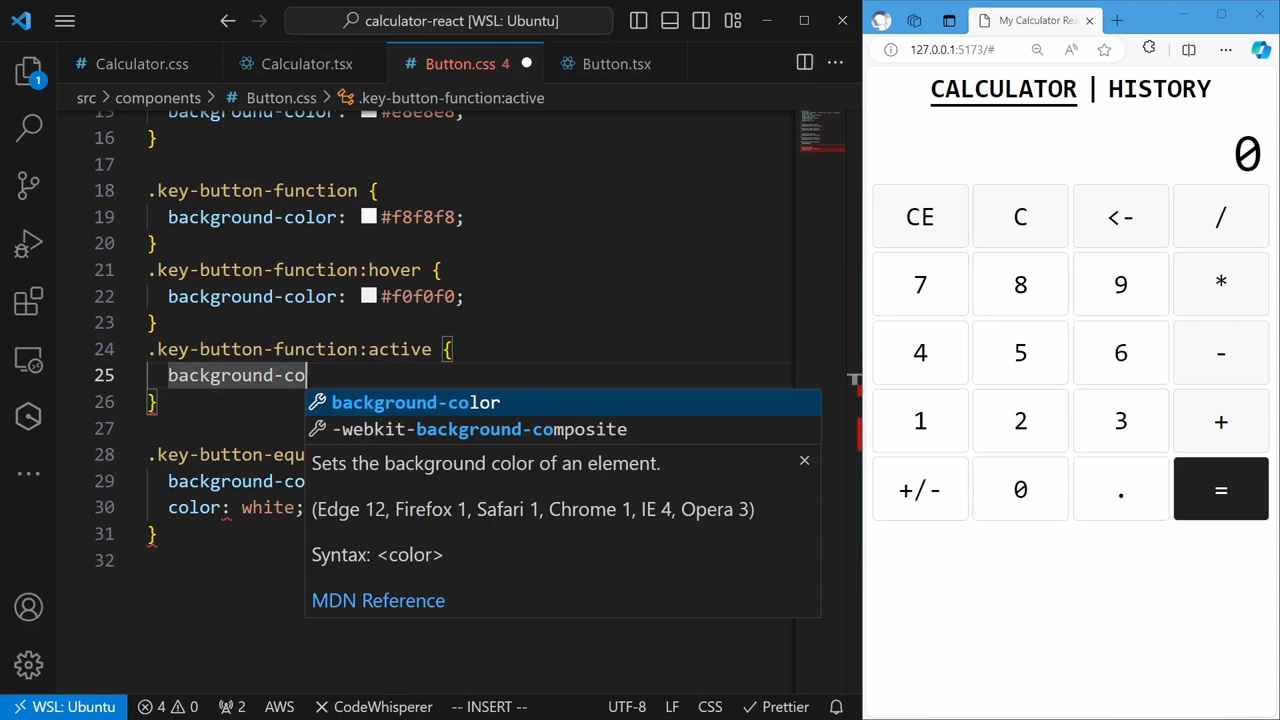 calculator-react [WSL: Ubuntu]
# Calculator.css
Calculator.tsx
# Button.css 4
Button.tsx
src > components > # Button.css > .key-button-function:active
15 background-color: #e8e8e8;
16 }
17
18 .key-button-function {
19 background-color: #f8f8f8;
20 }
21 .key-button-function:hover {
22 background-color: #f0f0f0;
23 }
24 .key-button-function:active {
25 background-co
26 }
27
28 .key-button-equ
29 background-co
30 color: white;
31 }
32
background-color
-webkit-background-composite
Sets the background color of an element.
(Edge 12, Firefox 1, Safari 1, Chrome 1, IE 4, Opera 3)
Syntax: <color>
MDN Reference
1
WSL: Ubuntu 4 0 2 AWS CodeWhisperer -- INSERT -- UTF-8 LF CSS Prettier
My Calculator Rea
127.0.0.1:5173/#
CALCULATOR | HISTORY
0
CE C <- /
7 8 9 *
4 5 6 -
1 2 3 +
+/- 0 . =